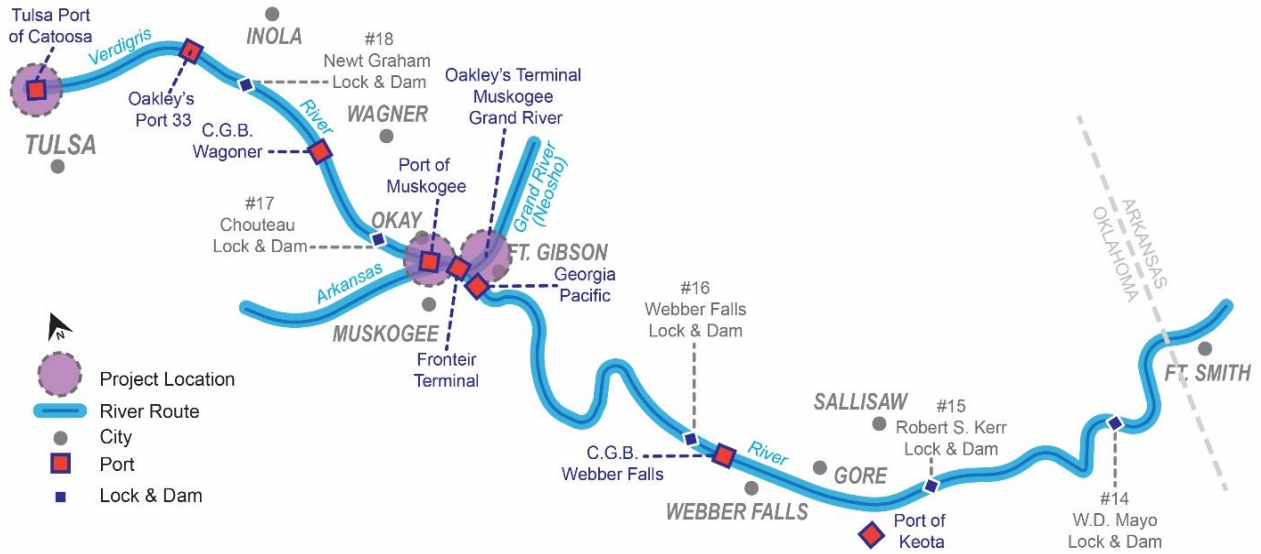 Tulsa Port
of Catoosa
Verdigris
INOLA
#18
Newt Graham
Lock & Dam
Oakley's
Port 33
River
TULSA
C.G.B.
Wagoner
WAGNER
Oakley's Terminal
Muskogee
Grand River
Port of
Muskogee
Grand River
(Neosho)
#17
Chouteau
Lock & Dam
OKAY
FT. GIBSON
Georgia
Pacific
Arkansas
MUSKOGEE
Fronteir
Terminal
#16
Webber Falls
Lock & Dam
ARKANSAS
OKLAHOMA
FT. SMITH
SALLISAW
#15
Robert S. Kerr
Lock & Dam
C.G.B.
Webber Falls
River
GORE
WEBBER FALLS
Port of
Keota
#14
W.D. Mayo
Lock & Dam
N
Project Location
River Route
City
Port
Lock & Dam